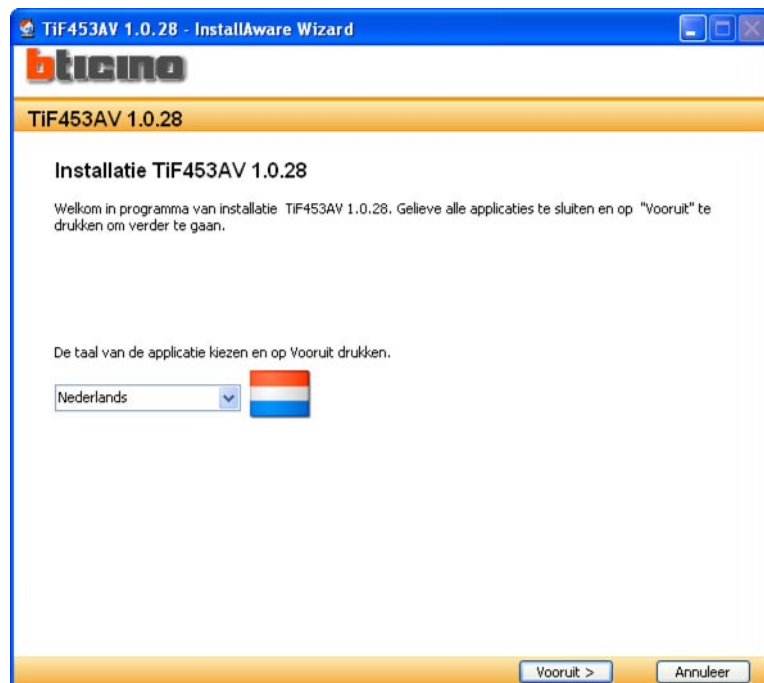 TiF453AV 1.0.28 - InstallAware Wizard
bticino
TiF453AV 1.0.28
Installatie TiF453AV 1.0.28
Welkom in programma van installatie TiF453AV 1.0.28. Gelieve alle applicaties te sluiten en op "Vooruit" te
drukken om verder te gaan.
De taal van de applicatie kiezen en op Vooruit drukken.
Nederlands
Vooruit >
Annuleer